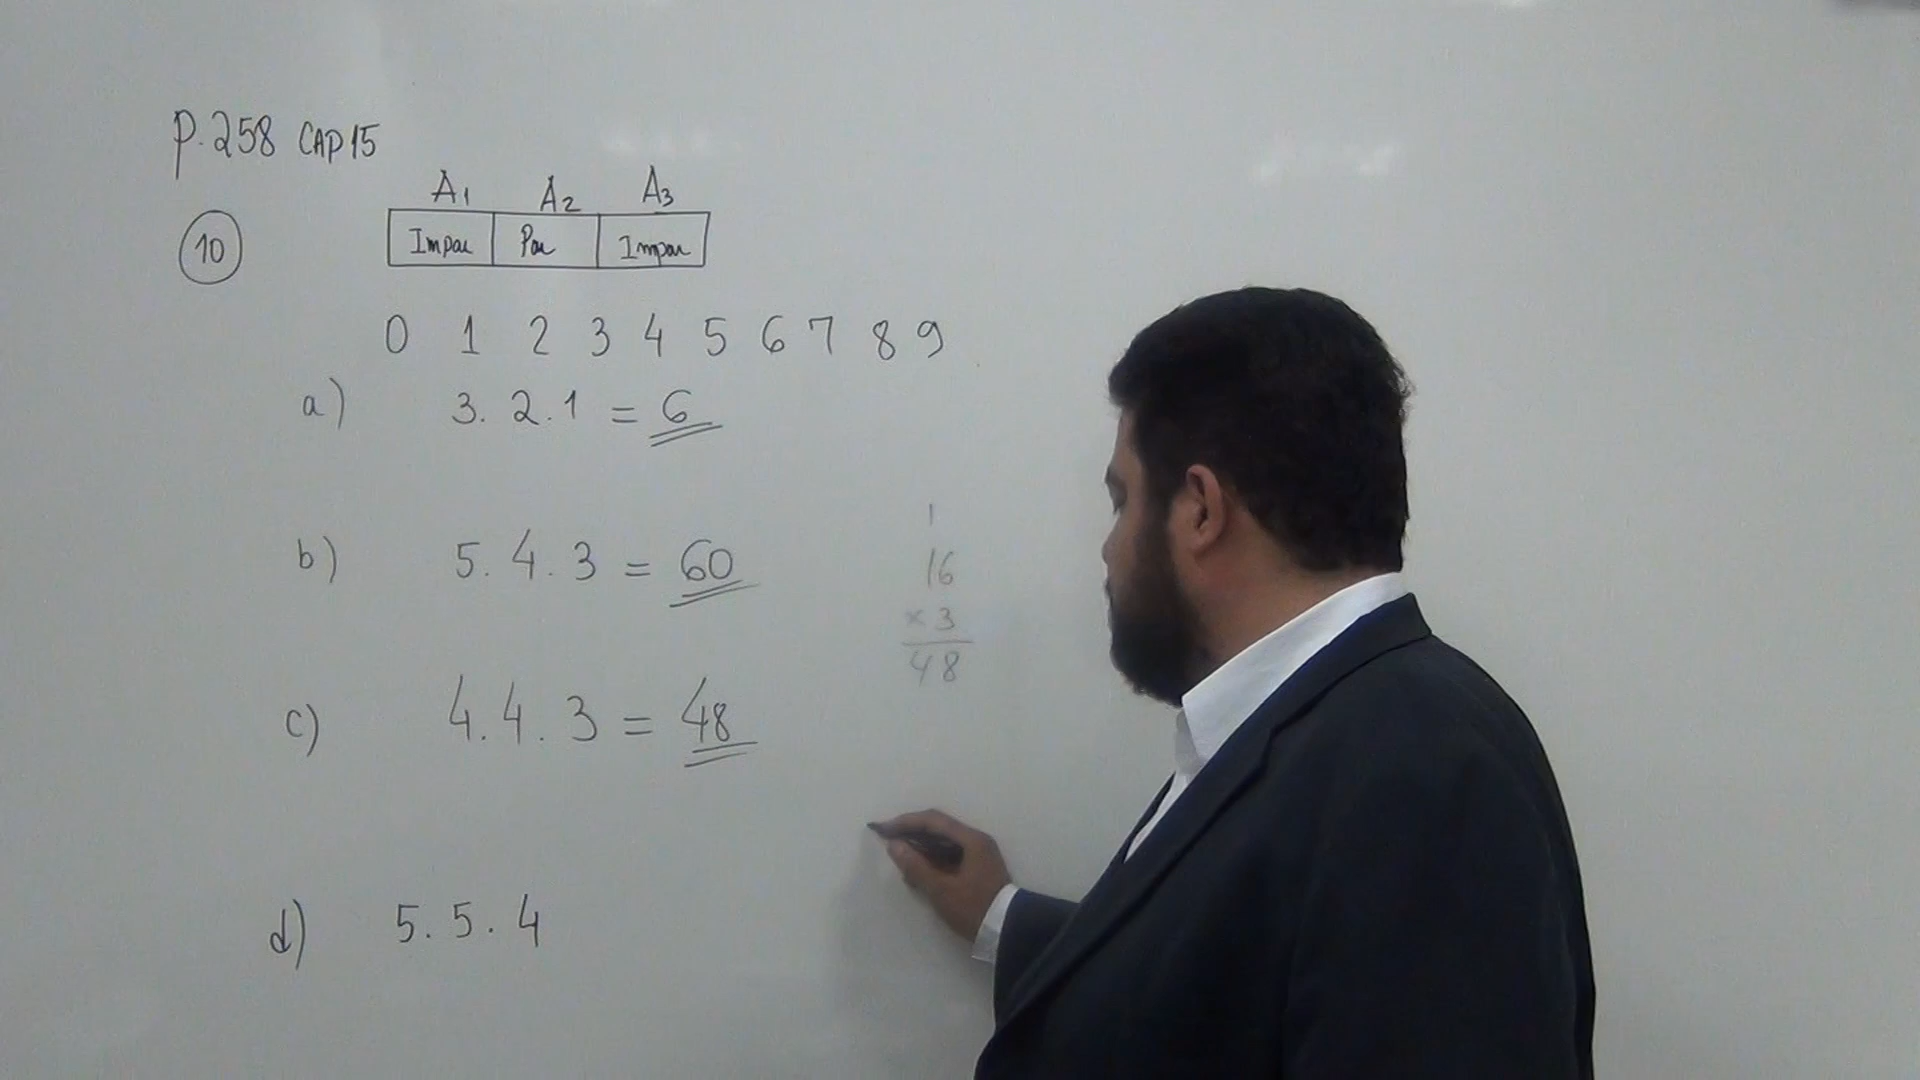 P.258 CAP 15
A1 A2 A3
10 Impar Par Impar
0 1 2 3 4 5 6 7 8 9
a) 3. 2. 1 = 6
b) 5. 4. 3 = 60
1
16
× 3
48
c) 4. 4. 3 = 48
d) 5. 5. 4